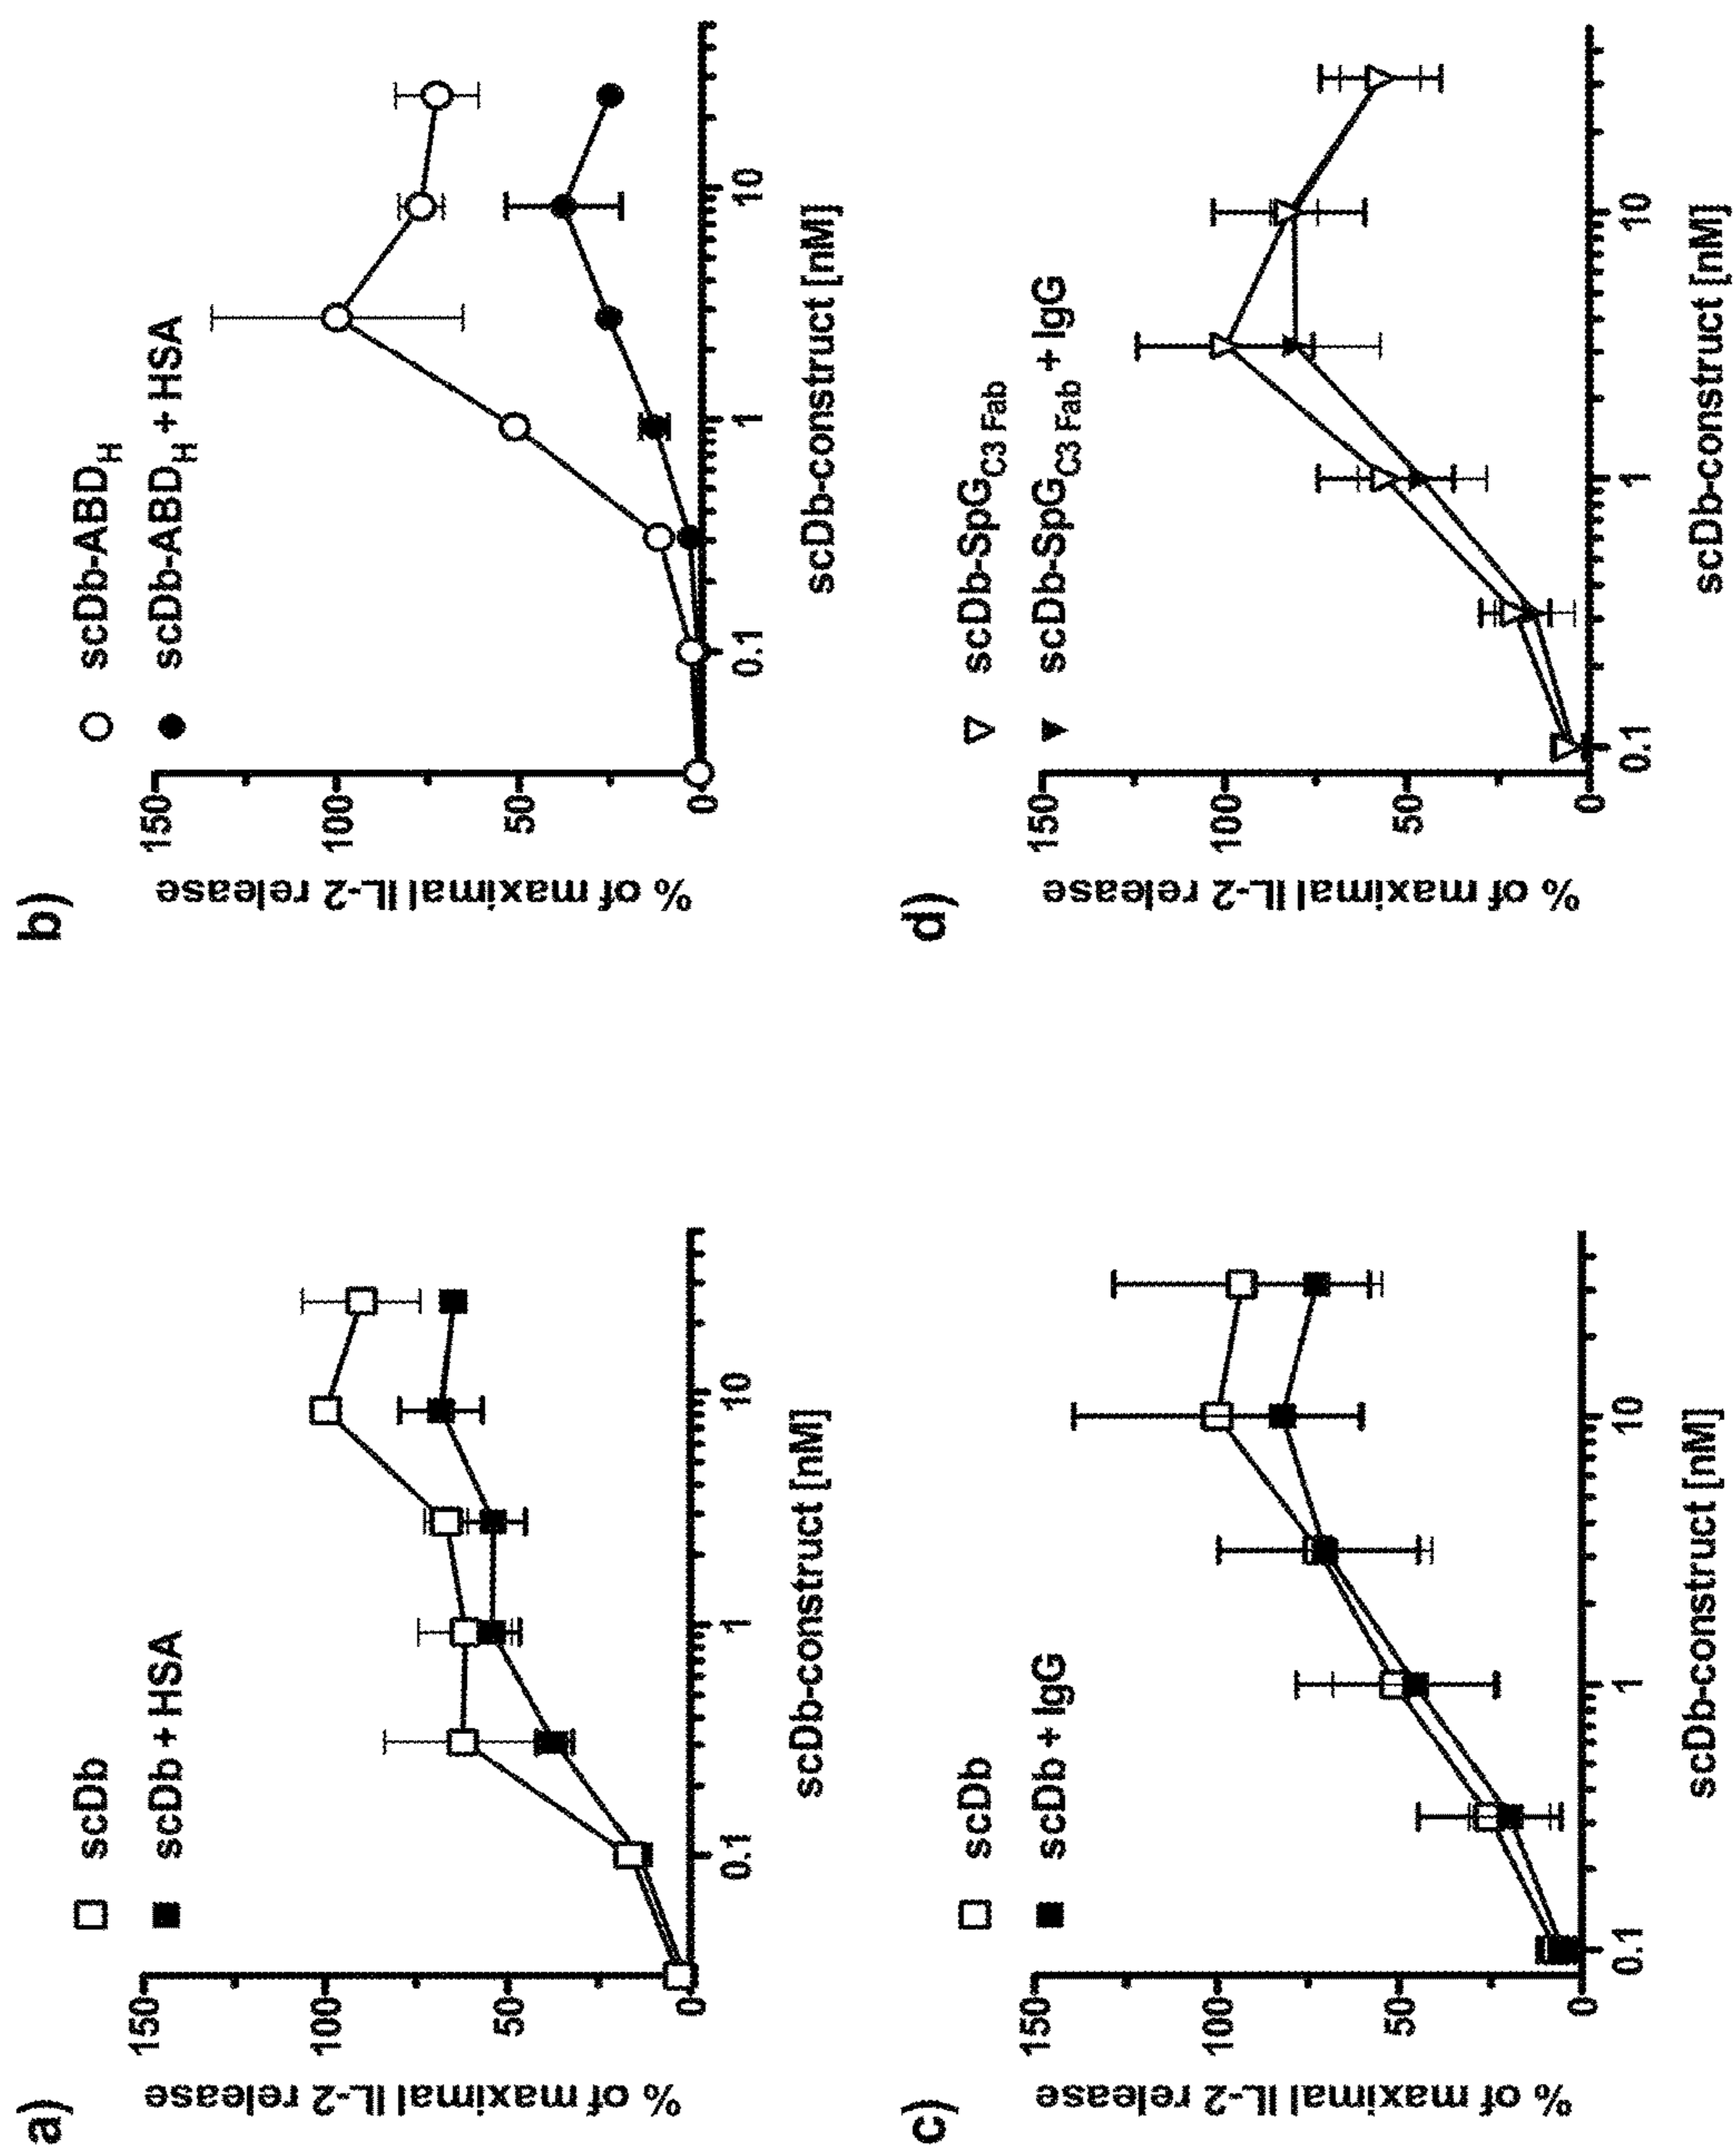 a)
scDb
scDb + HSA
% of maximal IL-2 release
150
100
50
0
0.1
1
10
scDb-construct [nM]
b)
scDb-ABDH
scDb-ABDH + HSA
% of maximal IL-2 release
150
100
50
0
0.1
1
10
scDb-construct [nM]
c)
scDb
scDb + IgG
% of maximal IL-2 release
150
100
50
0
0.1
1
10
scDb-construct [nM]
d)
scDb-SpGC3 Fab
scDb-SpGC3 Fab + IgG
% of maximal IL-2 release
150
100
50
0
0.1
1
10
scDb-construct [nM]